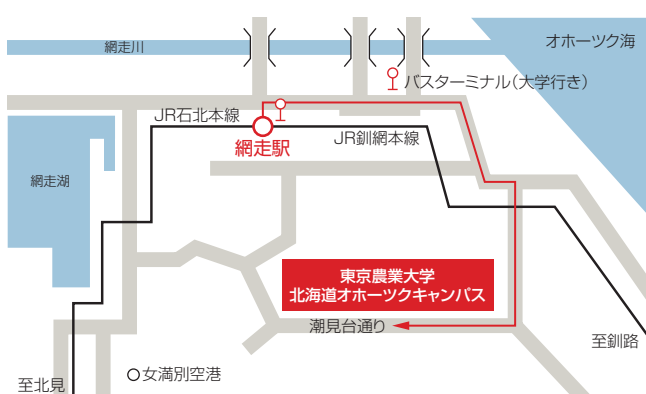 オホーツク海
網走川
バスターミナル(大学行き)
JR石北本線
JR釧網本線
網走駅
網走湖
東京農業大学
北海道オホーツクキャンパス
潮見台通り
至釧路
女満別空港
至北見